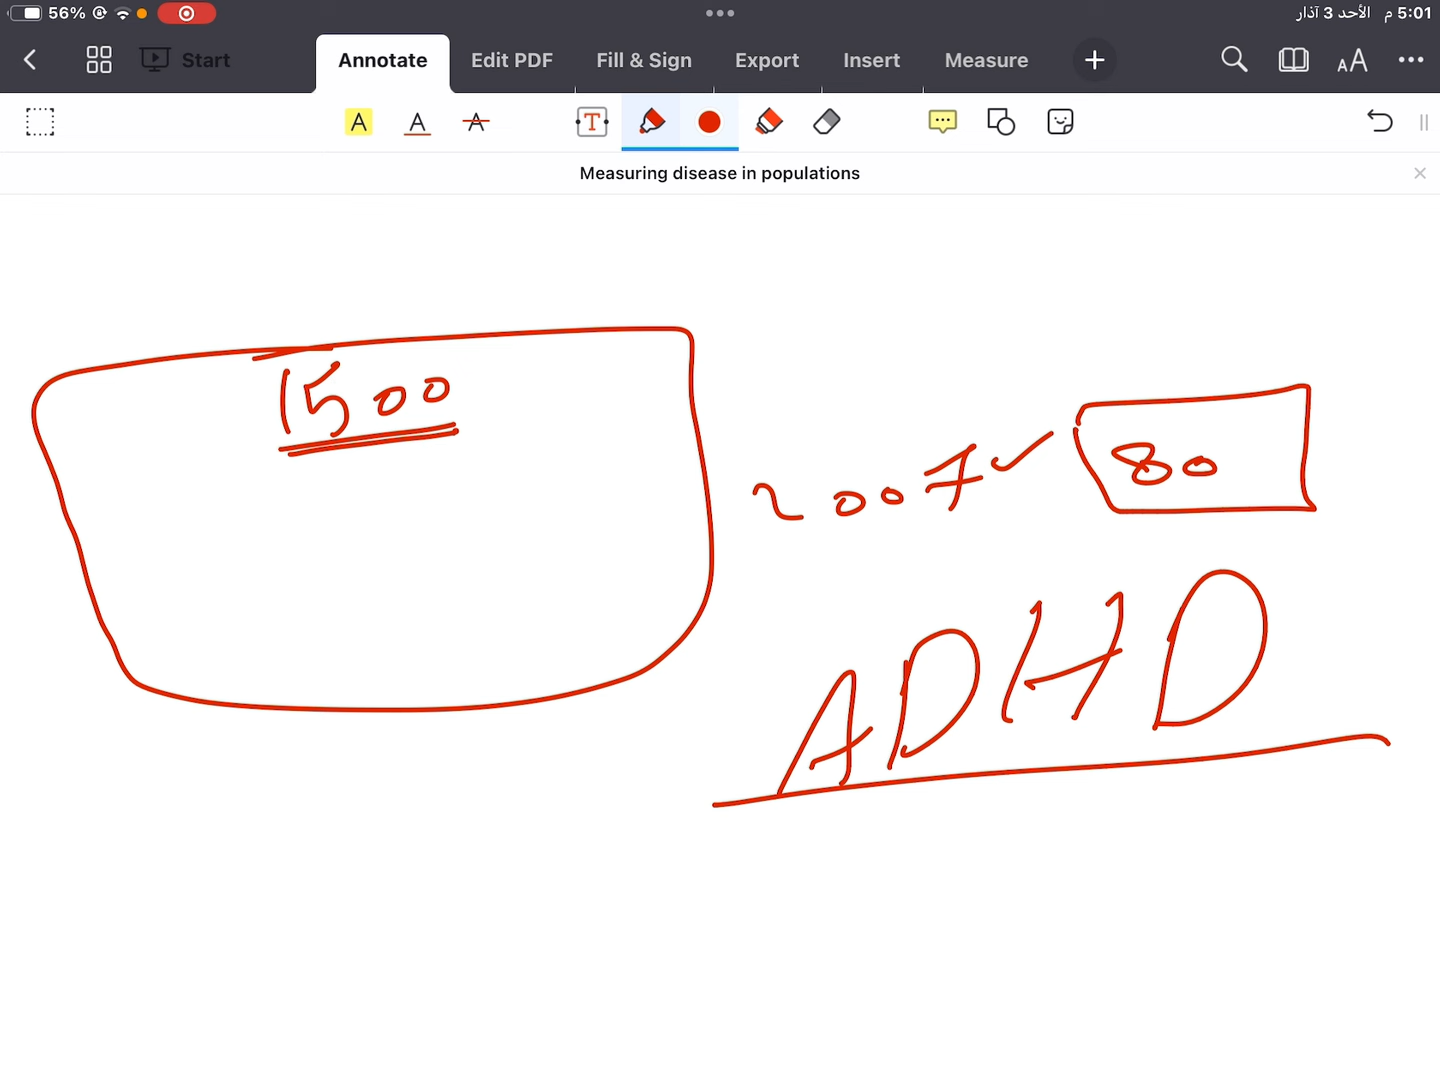 56% 5:01 م الأحد 3 آذار
Start Annotate Edit PDF Fill & Sign Export Insert Measure
A A A T AA
Measuring disease in populations
1500
2007 80
ADHD